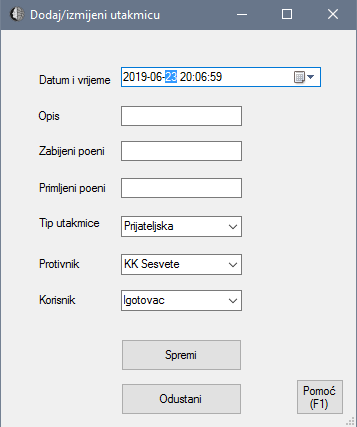 Dodaj/izmijeni utakmicu
Datum i vrijeme 2019-06-23 20:06:59
Opis
Zabijeni poeni
Primljeni poeni
Tip utakmice Prijateljska
Protivnik KK Sesvete
Korisnik Igotovac
Spremi
Odustani
Pomoć
(F1)